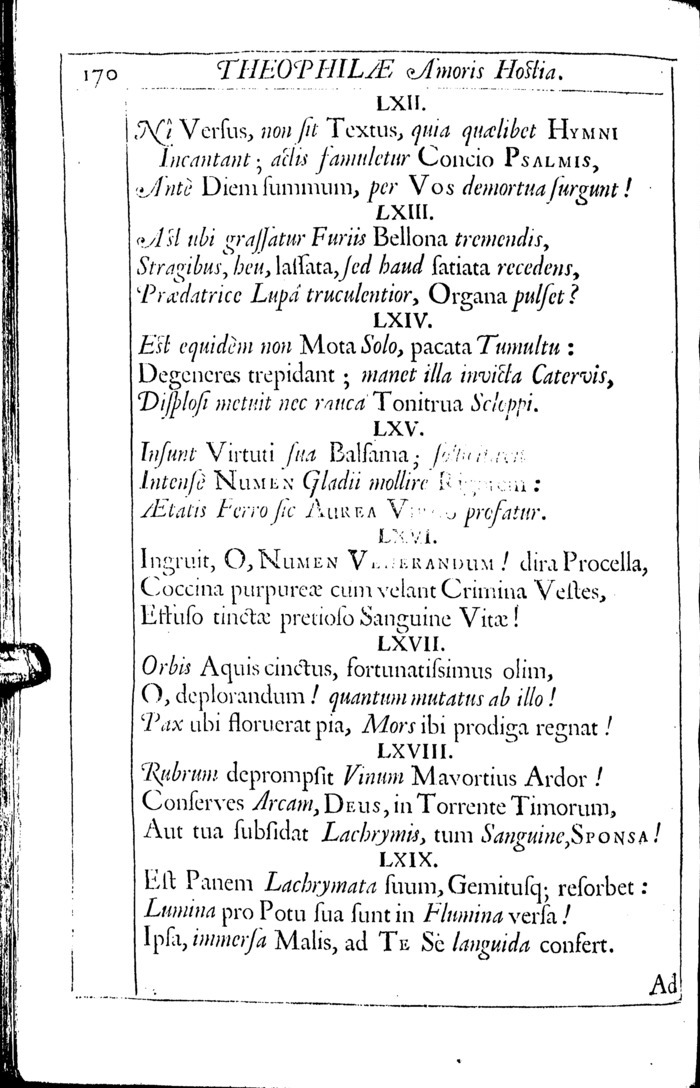 170 THEOPHILÆ Amoris Hostia.
LXII.
Nî Verſus, non ſit Textus, quia quælibet HYMNI
Incantant; actis famuletur Concio PSALMIS,
Antè Diem ſummum, per Vos demortua ſurgunt!
LXIII.
Aſt ubi graſſatur Furiis Bellona tremendis,
Stragibus, heu, laſſata, ſed haud ſatiata recedens,
Prædatrice Lupâ truculentior, Organa pulſet?
LXIV.
Eſt equidèm non Mota Solo, pacata Tumultu:
Degeneres trepidant; manet illa invicta Catervis,
Diſploſi metuit nec rauca Tonitrua Scloppi.
LXV.
Inſunt Virtuti ſua Balſama;
Intenſè NUMEN Gladii mollire :
Ætatis Ferro ſic AUREA profatur.
LXVI.
Ingruit, O, NUMEN VENERANDUM! dira Procella,
Coccina purpureæ cum velant Crimina Veſtes,
Effuſo tinctæ pretioſo Sanguine Vitæ!
LXVII.
Orbis Aquis cinctus, fortunatiſsimus olim,
O, deplorandum! quantum mutatus ab illo!
Pax ubi floruerat pia, Mors ibi prodiga regnat!
LXVIII.
Rubrum deprompſit Vinum Mavortius Ardor!
Conſerves Arcam, DEUS, in Torrente Timorum,
Aut tua ſubſidat Lachrymis, tum Sanguine, SPONSA!
LXIX.
Eſt Panem Lachrymata ſuum, Gemituſq; reſorbet:
Lumina pro Potu ſua ſunt in Flumina verſa!
Ipſa, immerſa Malis, ad TE Sè languida confert.
Ad